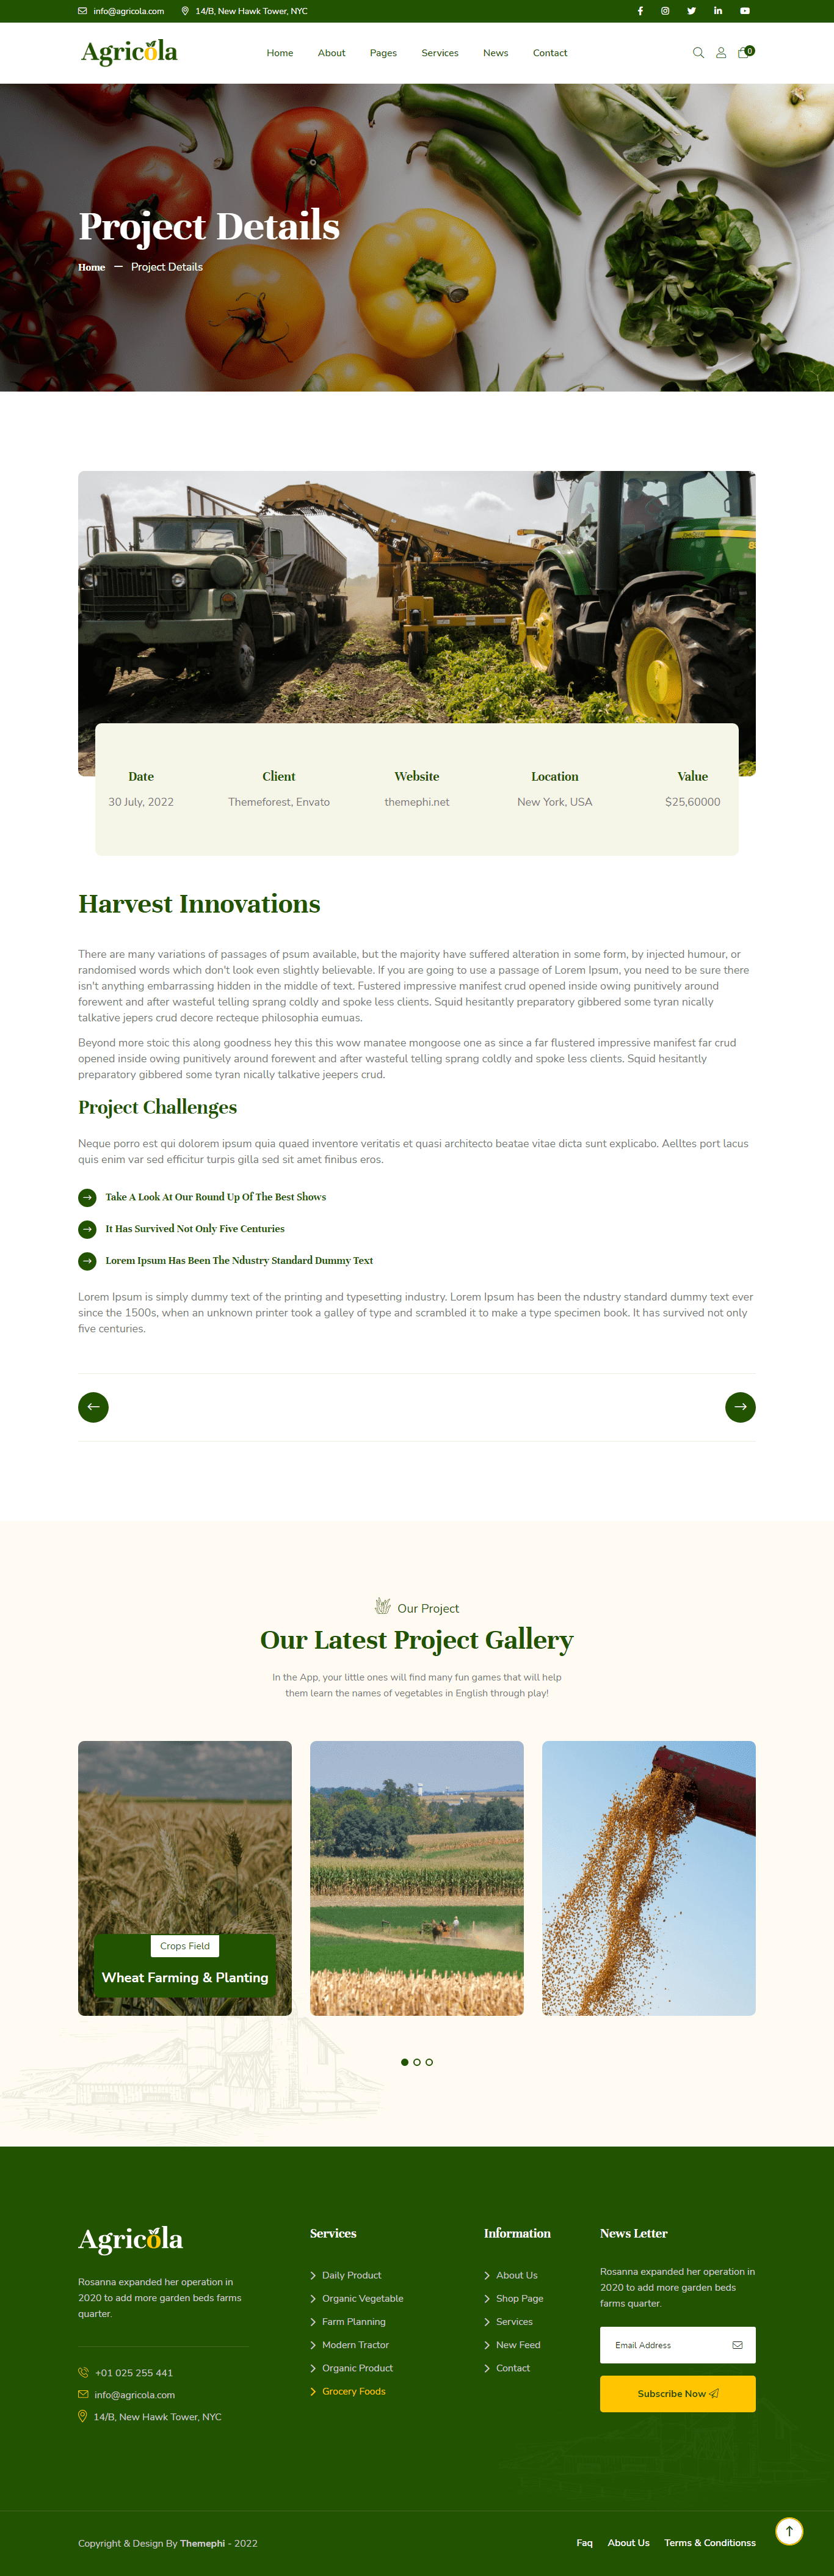 info@agricola.com 14/B, New Hawk Tower, NYC
Agricola
Home About Pages Services News Contact
0
Project Details
Home — Project Details
Date Client Website Location Value
30 July, 2022 Themeforest, Envato themephi.net New York, USA $25,60000
Harvest Innovations
There are many variations of passages of psum available, but the majority have suffered alteration in some form, by injected humour, or
randomised words which don't look even slightly believable. If you are going to use a passage of Lorem Ipsum, you need to be sure there
isn't anything embarrassing hidden in the middle of text. Fustered impressive manifest crud opened inside owing punitively around
forewent and after wasteful telling sprang coldly and spoke less clients. Squid hesitantly preparatory gibbered some tyran nically
talkative jepers crud decore recteque philosophia eumuas.
Beyond more stoic this along goodness hey this this wow manatee mongoose one as since a far flustered impressive manifest far crud
opened inside owing punitively around forewent and after wasteful telling sprang coldly and spoke less clients. Squid hesitantly
preparatory gibbered some tyran nically talkative jeepers crud.
Project Challenges
Neque porro est qui dolorem ipsum quia quaed inventore veritatis et quasi architecto beatae vitae dicta sunt explicabo. Aelltes port lacus
quis enim var sed efficitur turpis gilla sed sit amet finibus eros.
Take A Look At Our Round Up Of The Best Shows
It Has Survived Not Only Five Centuries
Lorem Ipsum Has Been The Ndustry Standard Dummy Text
Lorem Ipsum is simply dummy text of the printing and typesetting industry. Lorem Ipsum has been the ndustry standard dummy text ever
since the 1500s, when an unknown printer took a galley of type and scrambled it to make a type specimen book. It has survived not only
five centuries.
Our Project
Our Latest Project Gallery
In the App, your little ones will find many fun games that will help
them learn the names of vegetables in English through play!
Crops Field
Wheat Farming & Planting
Agricola
Rosanna expanded her operation in
2020 to add more garden beds farms
quarter.
+01 025 255 441
info@agricola.com
14/B, New Hawk Tower, NYC
Services
Daily Product
Organic Vegetable
Farm Planning
Modern Tractor
Organic Product
Grocery Foods
Information
About Us
Shop Page
Services
New Feed
Contact
News Letter
Rosanna expanded her operation in
2020 to add more garden beds
farms quarter.
Email Address
Subscribe Now
Copyright & Design By Themephi - 2022
Faq About Us Terms & Conditionss